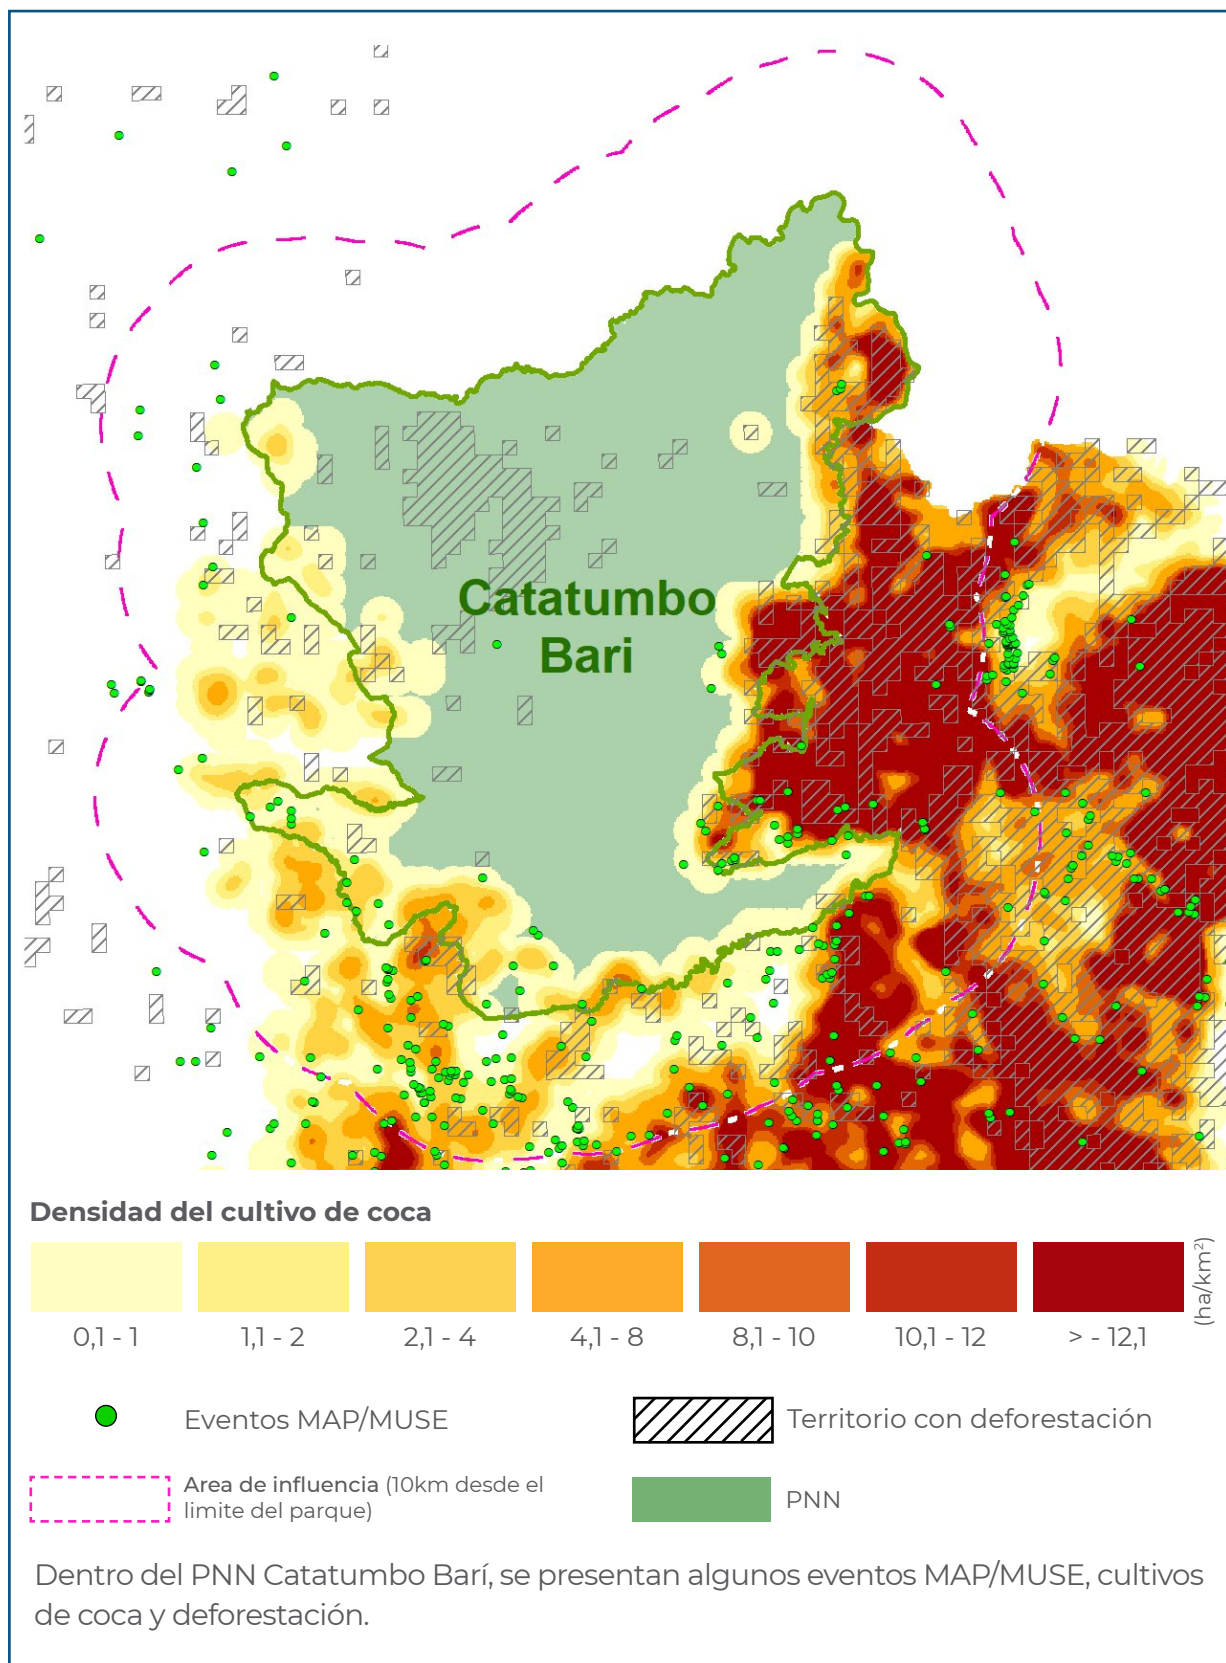 Catatumbo
Bari
Densidad del cultivo de coca
0,1 - 1
1,1 - 2
2,1 - 4
4,1 - 8
8,1 - 10
10,1 - 12
> - 12,1
(ha/km²)
Eventos MAP/MUSE
Territorio con deforestación
Area de influencia (10km desde el
limite del parque)
PNN
Dentro del PNN Catatumbo Barí, se presentan algunos eventos MAP/MUSE, cultivos
de coca y deforestación.